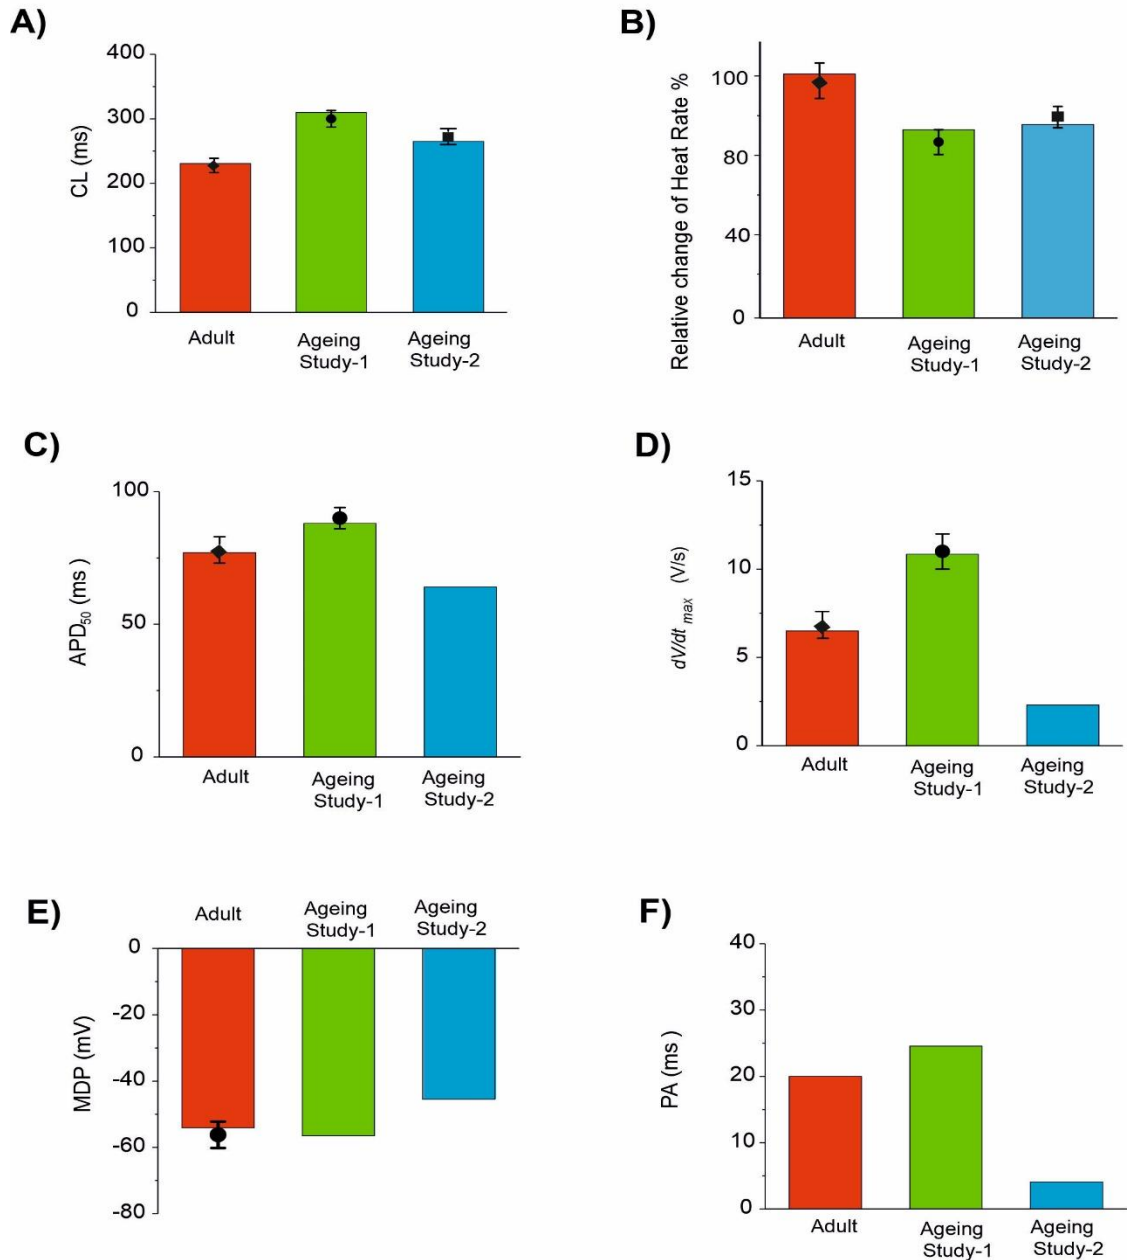 A)
400
300
200
100
0
CL (ms)
Adult
Ageing
Study-1
Ageing
Study-2
B)
100
80
40
0
Relative change of Heat Rate %
Adult
Ageing
Study-1
Ageing
Study-2
C)
100
50
0
APD50 (ms)
Adult
Ageing
Study-1
Ageing
Study-2
D)
15
10
5
0
dV/dt max (V/s)
Adult
Ageing
Study-1
Ageing
Study-2
E)
Adult
Ageing
Study-1
Ageing
Study-2
0
-20
-40
-60
-80
MDP (mV)
F)
40
30
20
10
0
PA (ms )
Adult
Ageing
Study-1
Ageing
Study-2